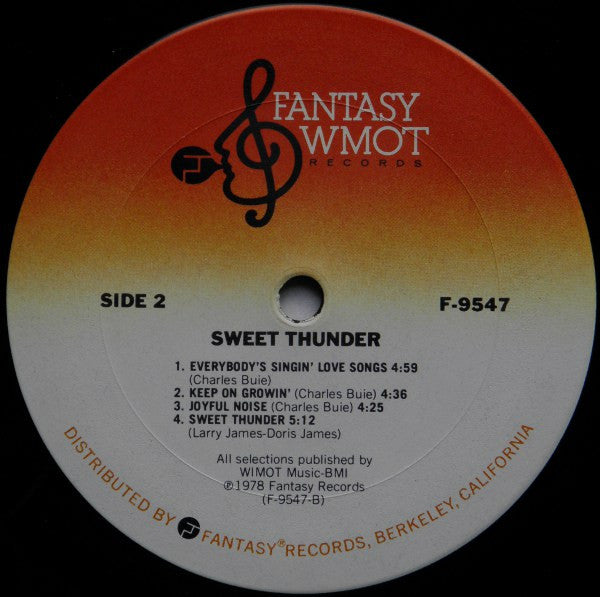 FANTASY
WMOT
RECORDS
SIDE 2
F-9547
SWEET THUNDER
1. EVERYBODY'S SINGIN' LOVE SONGS 4:59
(Charles Buie)
2. KEEP ON GROWIN' (Charles Buie) 4:36
3. JOYFUL NOISE (Charles Buie) 4:25
4. SWEET THUNDER 5:12
(Larry James-Doris James)
All selections published by
WIMOT Music-BMI
℗1978 Fantasy Records
(F-9547-B)
DISTRIBUTED BY FANTASY® RECORDS, BERKELEY, CALIFORNIA